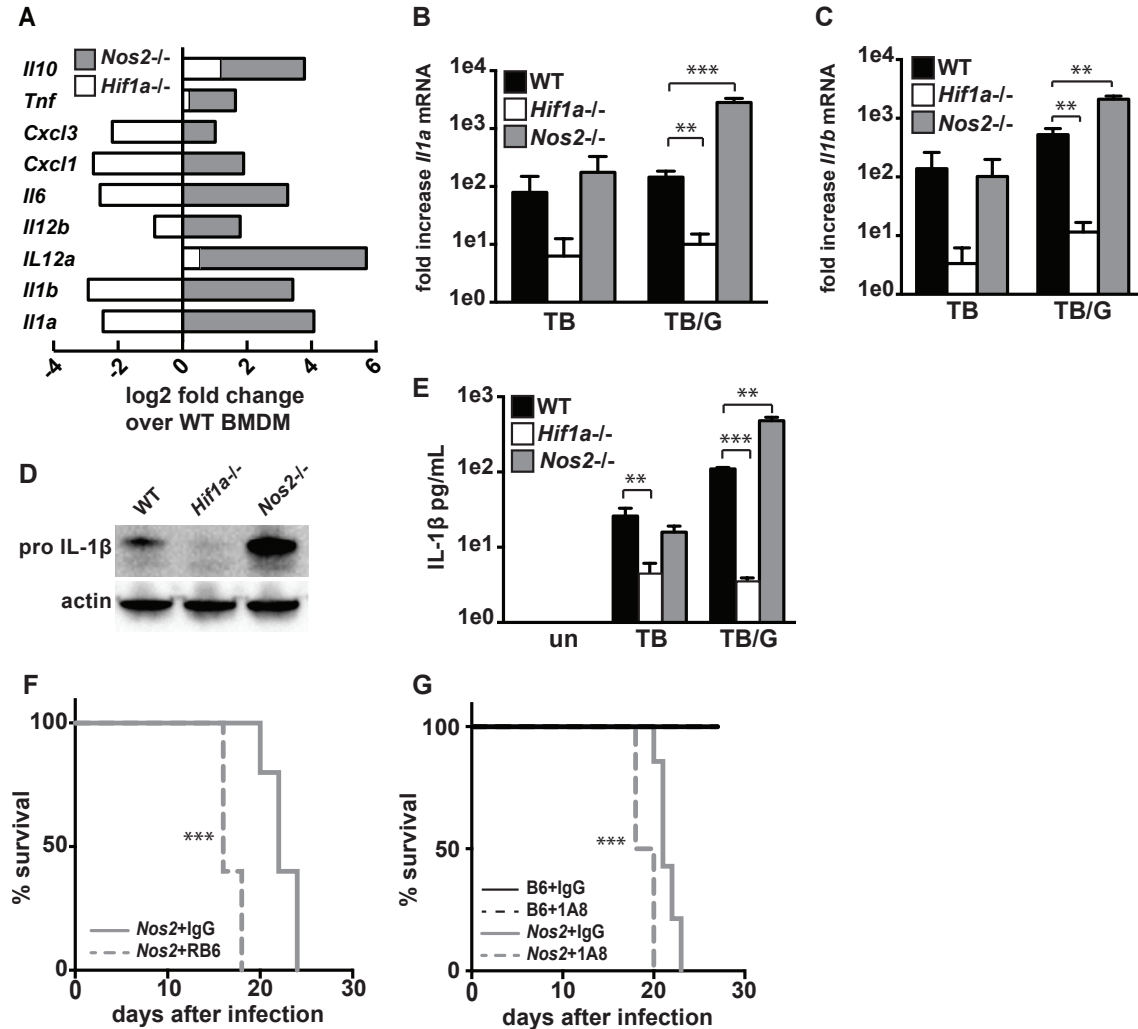 A
Nos2-/-
Hif1a-/-
Il10
Tnf
Cxcl3
Cxcl1
Il6
Il12b
IL12a
Il1b
Il1a
-4 -2 0 2 4 6
log2 fold change
over WT BMDM
B
fold increase Il1a mRNA
1e4
1e3
1e2
1e1
1e0
WT
Hif1a-/-
Nos2-/-
***
**
TB TB/G
C
fold increase Il1b mRNA
1e4
1e3
1e2
1e1
1e0
WT
Hif1a-/-
Nos2-/-
**
**
TB TB/G
D
WT Hif1a-/- Nos2-/-
pro IL-1β
actin
E
IL-1β pg/mL
1e3
1e2
1e1
1e0
WT
Hif1a-/-
Nos2-/-
**
**
***
un TB TB/G
F
% survival
100
50
0
***
Nos2+IgG
Nos2+RB6
0 10 20 30
days after infection
G
% survival
100
50
0
***
B6+IgG
B6+1A8
Nos2+IgG
Nos2+1A8
0 10 20 30
days after infection